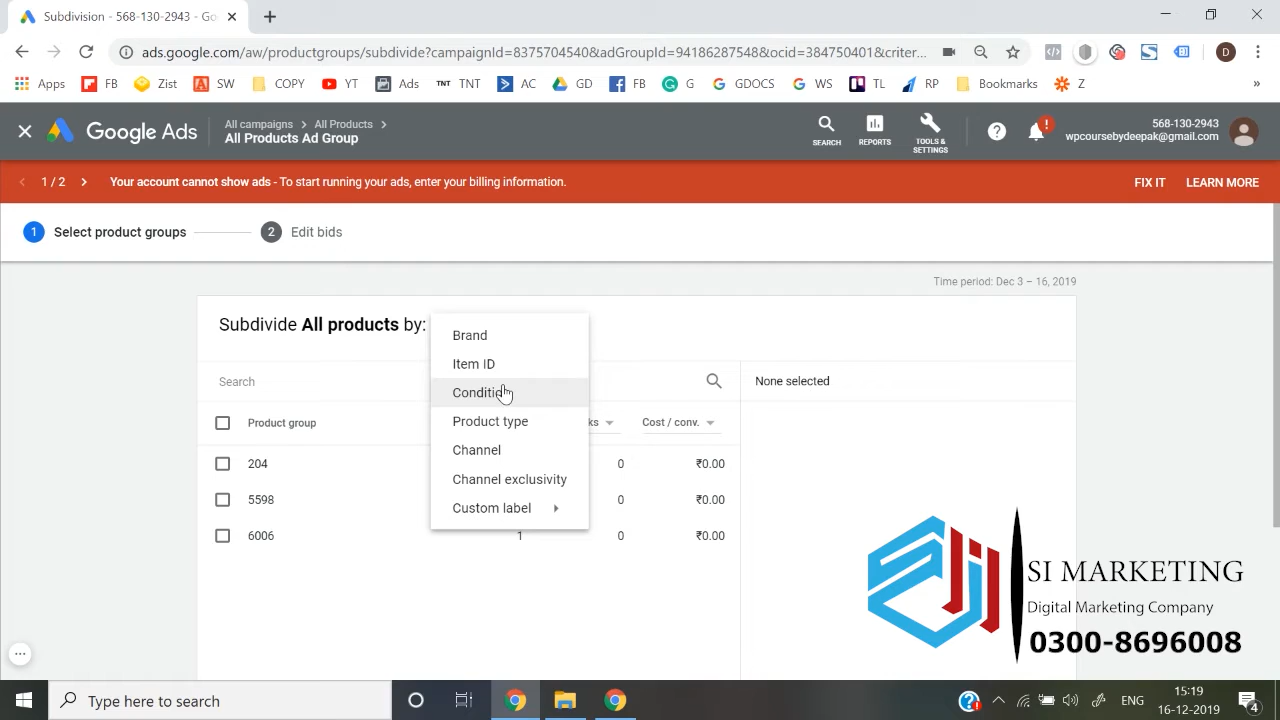 Subdivision - 568-130-2943 - Go
ads.google.com/aw/productgroups/subdivide?campaignId=8375704540&adGroupId=94186287548&ocid=384750401&criter...
D
Apps FB Zist SW COPY YT Ads TNT TNT AC GD FB G GDOCS WS TL RP Bookmarks Z »
Google Ads
All campaigns > All Products >
All Products Ad Group
SEARCH
REPORTS
TOOLS &
SETTINGS
568-130-2943
wpcoursebydeepak@gmail.com
1 / 2
Your account cannot show ads - To start running your ads, enter your billing information.
FIX IT
LEARN MORE
1 Select product groups
2 Edit bids
Time period: Dec 3 – 16, 2019
Subdivide All products by:
Brand
Item ID
Product type
Channel
Channel exclusivity
Custom label
Search
None selected
Product group
Cost / conv.
204 0 ₹0.00
5598 0 ₹0.00
6006 1 0 ₹0.00
SI MARKETING
Digital Marketing Company
0300-8696008
Type here to search
ENG
15:19
16-12-2019
4